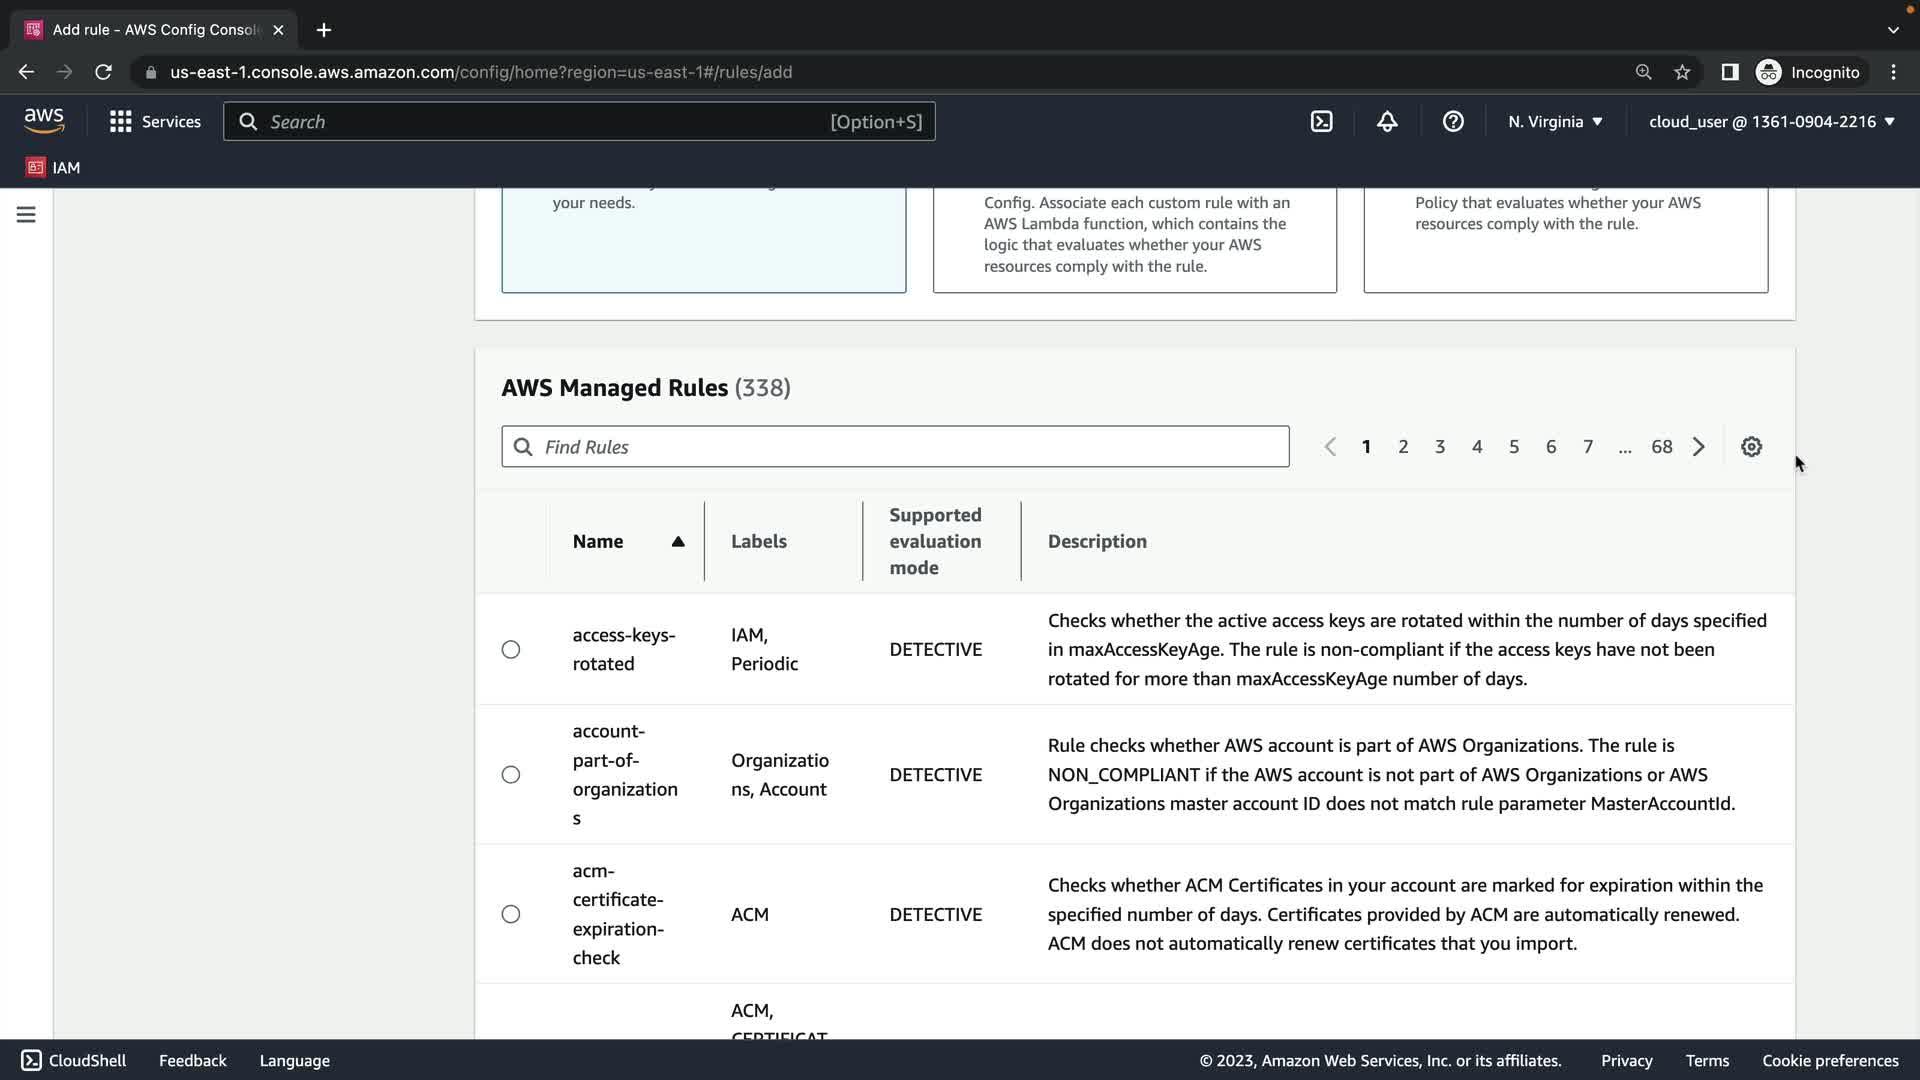 Add rule - AWS Config Consol
us-east-1.console.aws.amazon.com/config/home?region=us-east-1#/rules/add
Incognito
aws
Services
Search
[Option+S]
N. Virginia
cloud_user @ 1361-0904-2216
IAM
your needs.
Config. Associate each custom rule with an
AWS Lambda function, which contains the
logic that evaluates whether your AWS
resources comply with the rule.
Policy that evaluates whether your AWS
resources comply with the rule.
AWS Managed Rules (338)
Find Rules
1 2 3 4 5 6 7 ... 68
Name
Labels
Supported
evaluation
mode
Description
access-keys-
rotated
IAM,
Periodic
DETECTIVE
Checks whether the active access keys are rotated within the number of days specified
in maxAccessKeyAge. The rule is non-compliant if the access keys have not been
rotated for more than maxAccessKeyAge number of days.
account-
part-of-
organization
s
Organizatio
ns, Account
DETECTIVE
Rule checks whether AWS account is part of AWS Organizations. The rule is
NON_COMPLIANT if the AWS account is not part of AWS Organizations or AWS
Organizations master account ID does not match rule parameter MasterAccountId.
acm-
certificate-
expiration-
check
ACM
DETECTIVE
Checks whether ACM Certificates in your account are marked for expiration within the
specified number of days. Certificates provided by ACM are automatically renewed.
ACM does not automatically renew certificates that you import.
ACM,
CERTIFICAT
CloudShell
Feedback
Language
© 2023, Amazon Web Services, Inc. or its affiliates.
Privacy
Terms
Cookie preferences